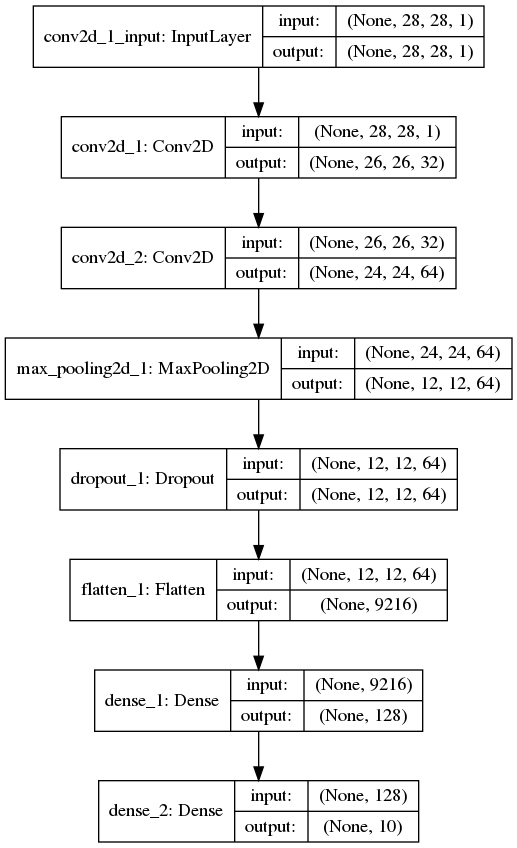 conv2d_1_input: InputLayer
input: (None, 28, 28, 1)
output: (None, 28, 28, 1)
conv2d_1: Conv2D
input: (None, 28, 28, 1)
output: (None, 26, 26, 32)
conv2d_2: Conv2D
input: (None, 26, 26, 32)
output: (None, 24, 24, 64)
max_pooling2d_1: MaxPooling2D
input: (None, 24, 24, 64)
output: (None, 12, 12, 64)
dropout_1: Dropout
input: (None, 12, 12, 64)
output: (None, 12, 12, 64)
flatten_1: Flatten
input: (None, 12, 12, 64)
output: (None, 9216)
dense_1: Dense
input: (None, 9216)
output: (None, 128)
dense_2: Dense
input: (None, 128)
output: (None, 10)